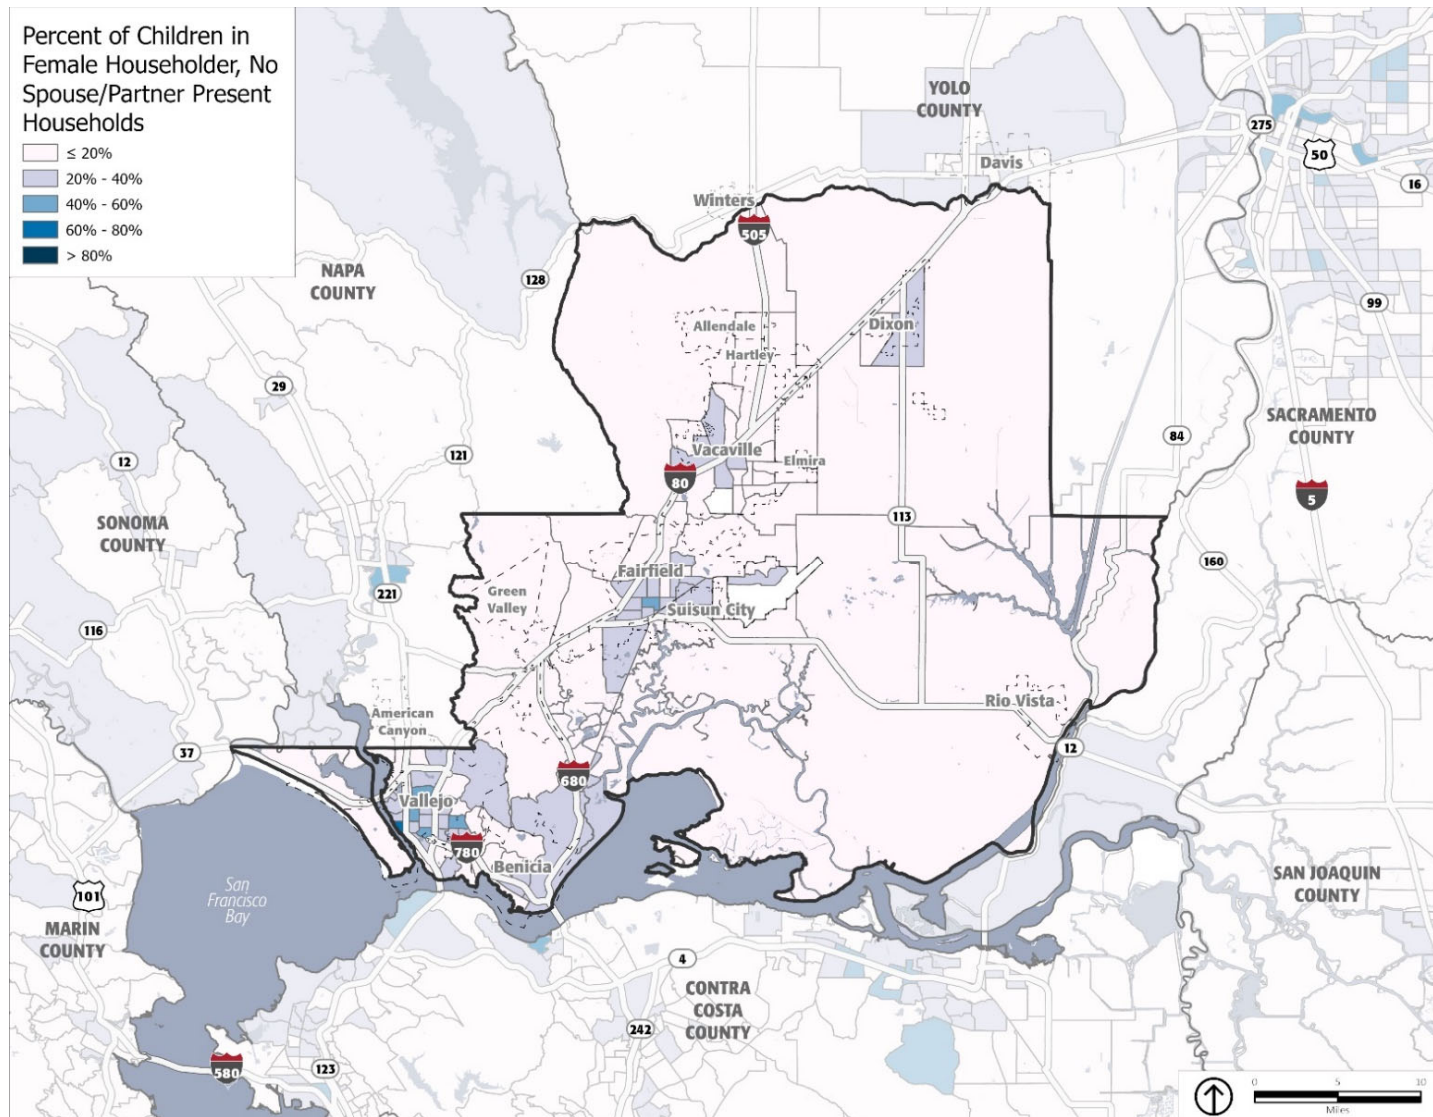 Percent of Children in
Female Householder, No
Spouse/Partner Present
Households
≤ 20%
20% - 40%
40% - 60%
60% - 80%
> 80%
YOLO
COUNTY
275
50
16
Davis
Winters
505
NAPA
COUNTY
128
99
Allendale
Dixon
Hartley
29
SACRAMENTO
COUNTY
84
12
121
Vacaville
Elmira
80
5
SONOMA
COUNTY
113
160
Fairfield
Green
Valley
221
Suisun City
116
Rio Vista
American
Canyon
37
12
680
Vallejo
780
Benicia
San
Francisco
Bay
101
MARIN
COUNTY
SAN JOAQUIN
COUNTY
4
CONTRA
COSTA
COUNTY
242
580
123
0 5 10
Miles